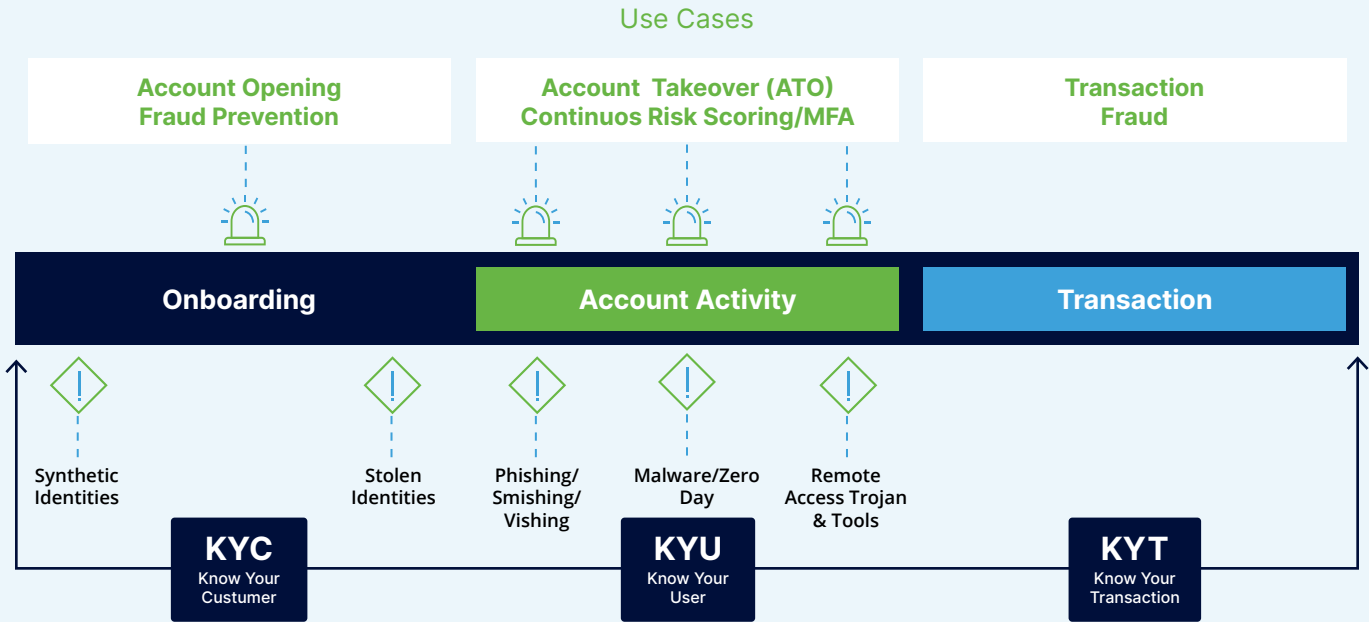 Use Cases
Account Opening
Fraud Prevention
Account Takeover (ATO)
Continuos Risk Scoring/MFA
Transaction
Fraud
Onboarding
Account Activity
Transaction
Synthetic
Identities
Stolen
Identities
Phishing/
Smishing/
Vishing
Malware/Zero
Day
Remote
Access Trojan
& Tools
KYC
Know Your
Custumer
KYU
Know Your
User
KYT
Know Your
Transaction